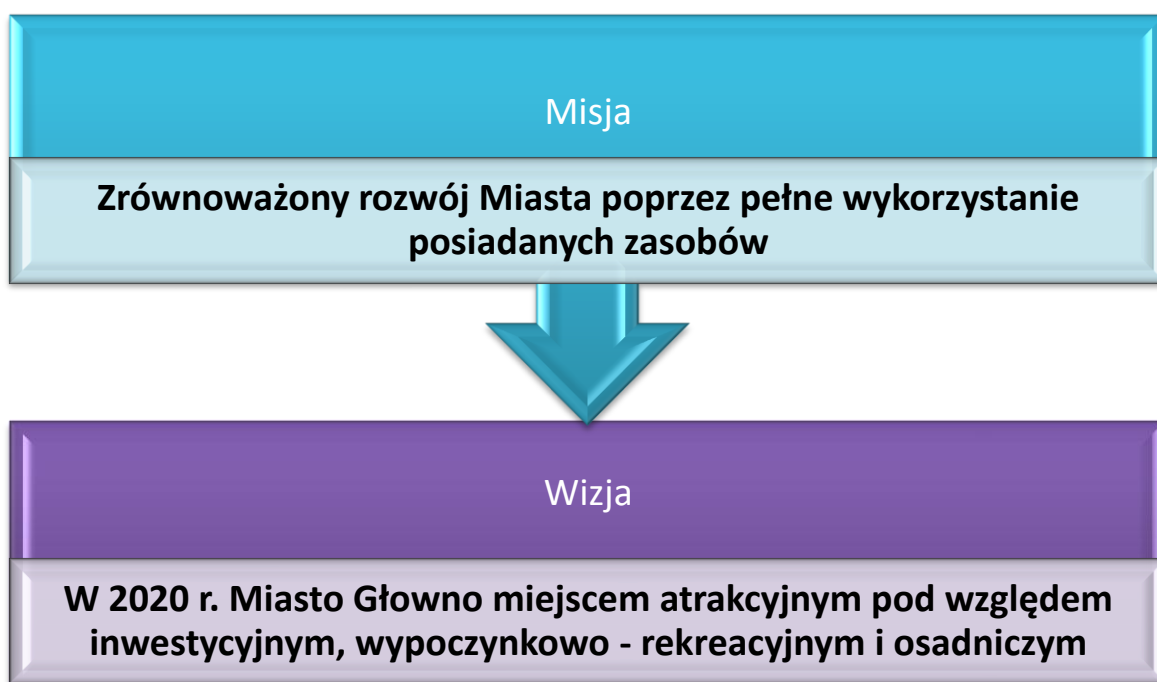 Misja
Zrównoważony rozwój Miasta poprzez pełne wykorzystanie
posiadanych zasobów
Wizja
W 2020 r. Miasto Głowno miejscem atrakcyjnym pod względem
inwestycyjnym, wypoczynkowo - rekreacyjnym i osadniczym